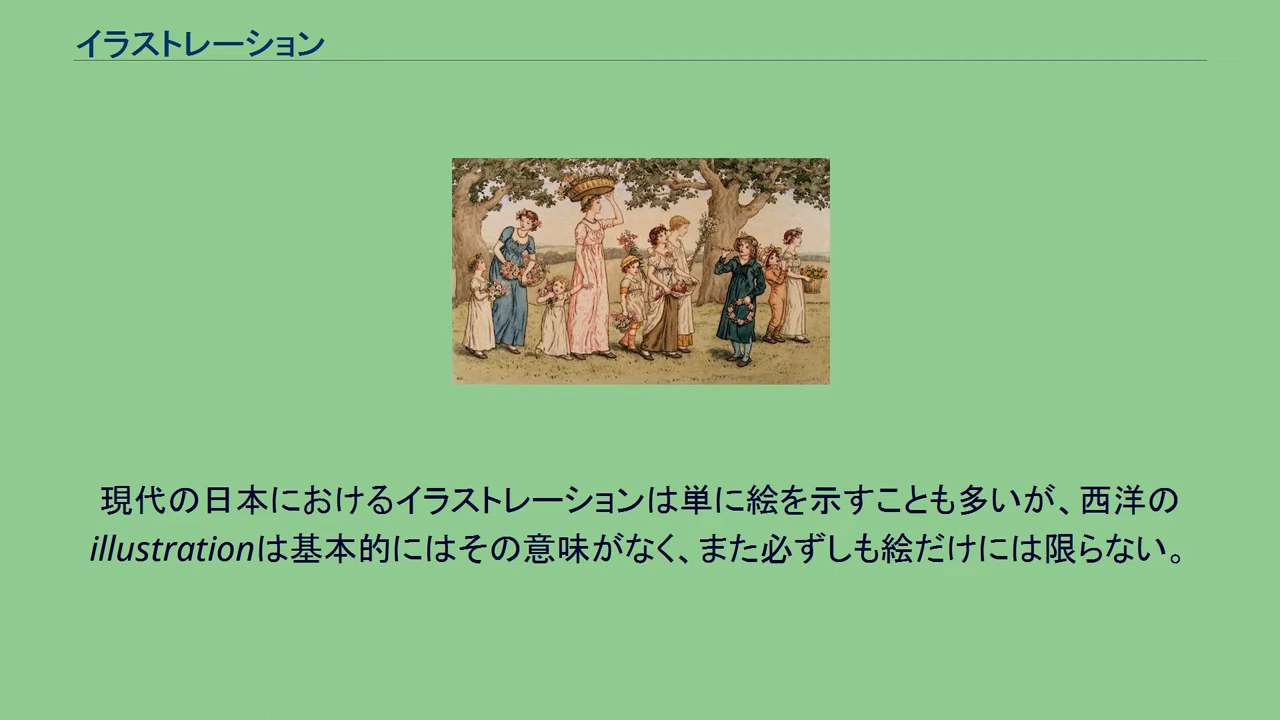 イラストレーション
現代の日本におけるイラストレーションは単に絵を示すことも多いが、西洋の
illustrationは基本的にはその意味がなく、また必ずしも絵だけには限らない。